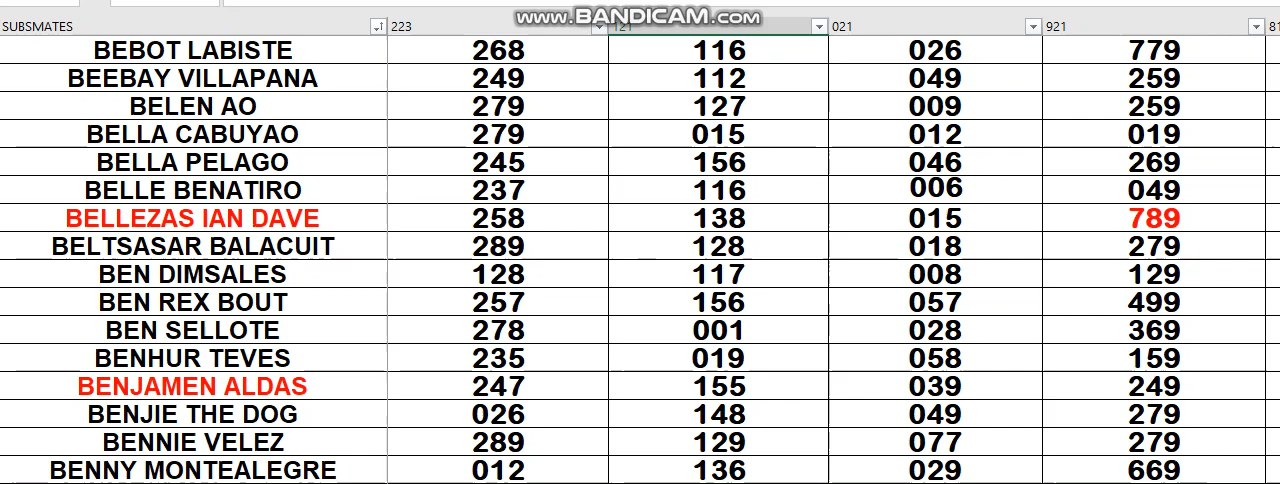 www.BANDICAM.com
SUBSMATES 223 121 021 921 81
BEBOT LABISTE 268 116 026 779
BEEBAY VILLAPANA 249 112 049 259
BELEN AO 279 127 009 259
BELLA CABUYAO 279 015 012 019
BELLA PELAGO 245 156 046 269
BELLE BENATIRO 237 116 006 049
BELLEZAS IAN DAVE 258 138 015 789
BELTSASAR BALACUIT 289 128 018 279
BEN DIMSALES 128 117 008 129
BEN REX BOUT 257 156 057 499
BEN SELLOTE 278 001 028 369
BENHUR TEVES 235 019 058 159
BENJAMEN ALDAS 247 155 039 249
BENJIE THE DOG 026 148 049 279
BENNIE VELEZ 289 129 077 279
BENNY MONTEALEGRE 012 136 029 669